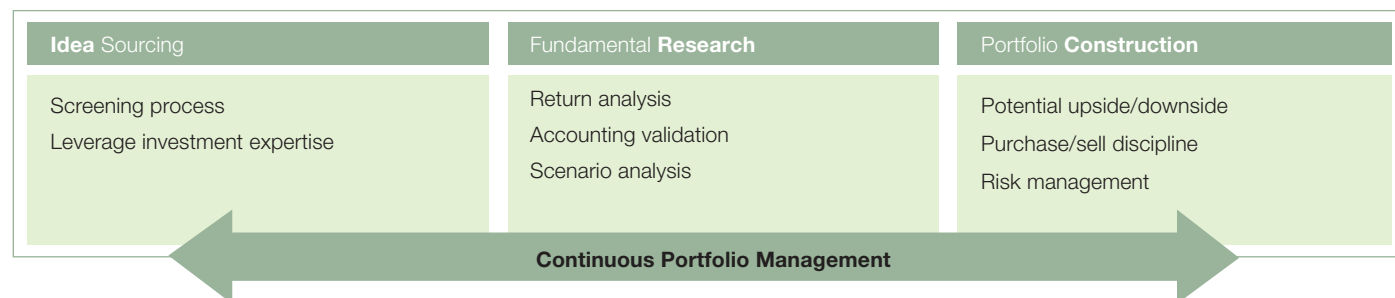 Idea Sourcing
Screening process
Leverage investment expertise
Fundamental Research
Return analysis
Accounting validation
Scenario analysis
Portfolio Construction
Potential upside/downside
Purchase/sell discipline
Risk management
Continuous Portfolio Management